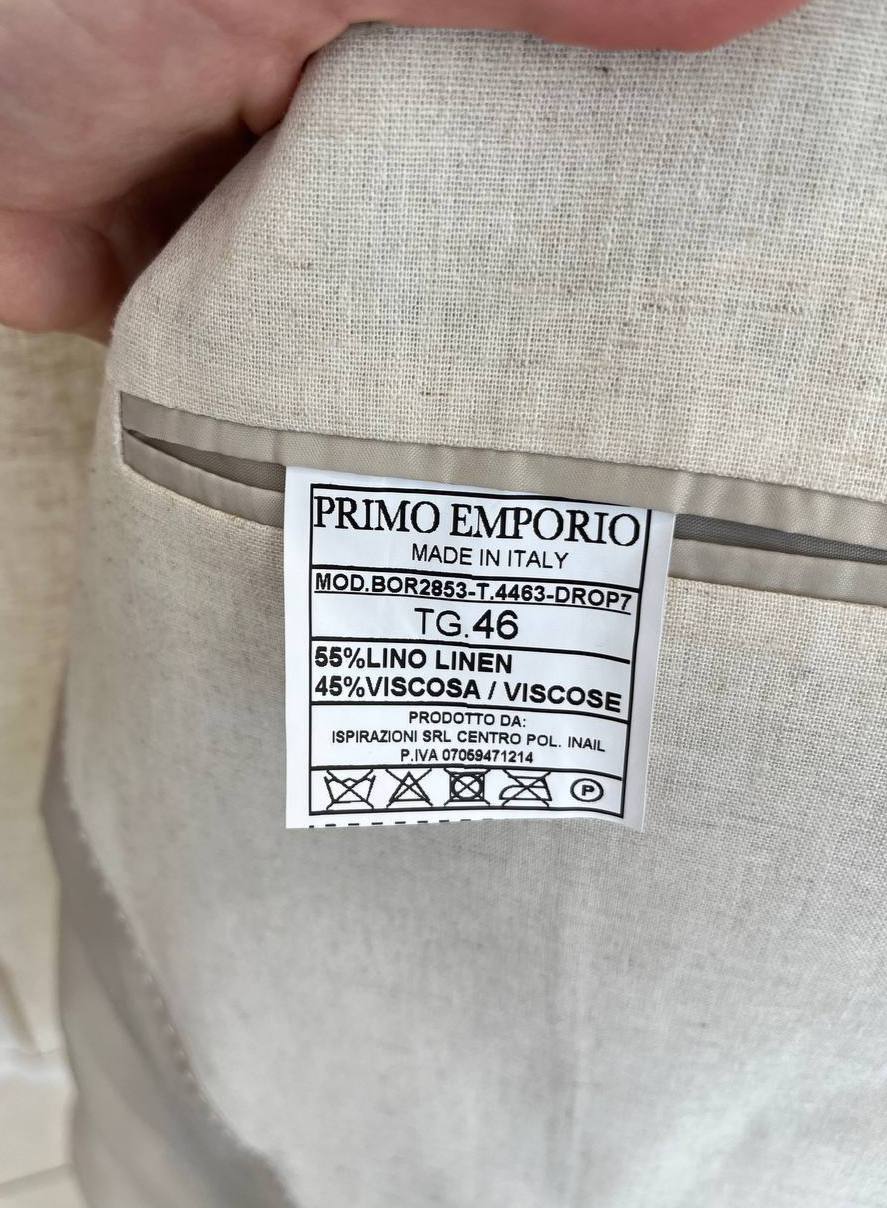 PRIMO EMPORIO
MADE IN ITALY
MOD.BOR2853-T.4463-DROP7
TG.46
55%LINO LINEN
45%VISCOSA / VISCOSE
PRODOTTO DA:
ISPIRAZIONI SRL CENTRO POL. INAIL
P.IVA 07059471214
P